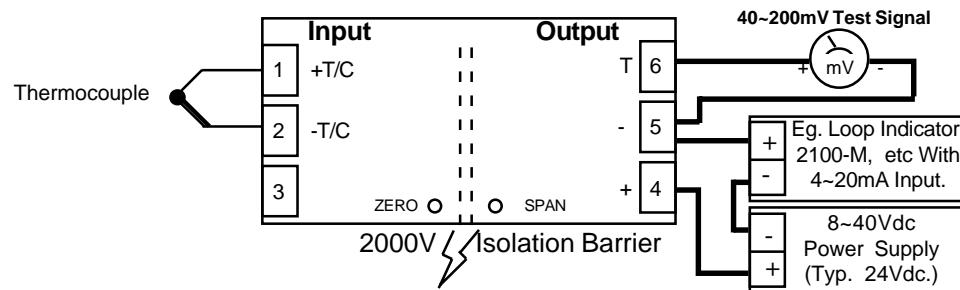 40~200mV Test Signal
Input
Output
1 +T/C
T 6
+ mV -
Thermocouple
2 -T/C
- 5
3
+ 4
ZERO
SPAN
2000V Isolation Barrier
+ Eg. Loop Indicator
2100-M, etc With
- 4~20mA Input.
- 8~40Vdc
Power Supply
+ (Typ. 24Vdc.)